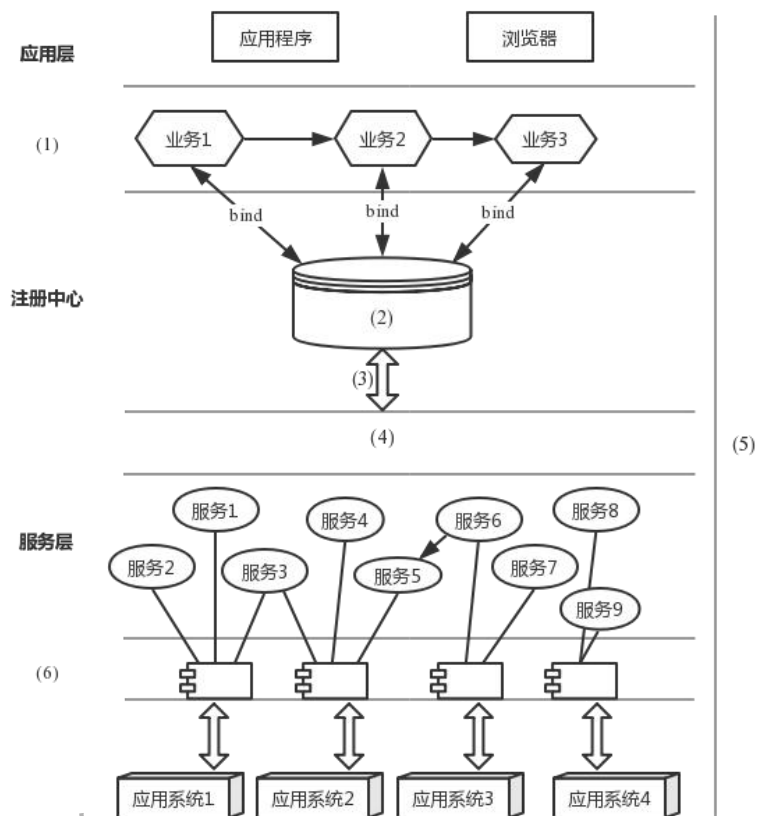 应用层
应用程序
浏览器
(1)
业务1
业务2
业务3
bind
bind
bind
注册中心
(2)
(3)
(4)
(5)
服务层
服务1
服务2
服务3
服务4
服务5
服务6
服务7
服务8
服务9
(6)
应用系统1
应用系统2
应用系统3
应用系统4